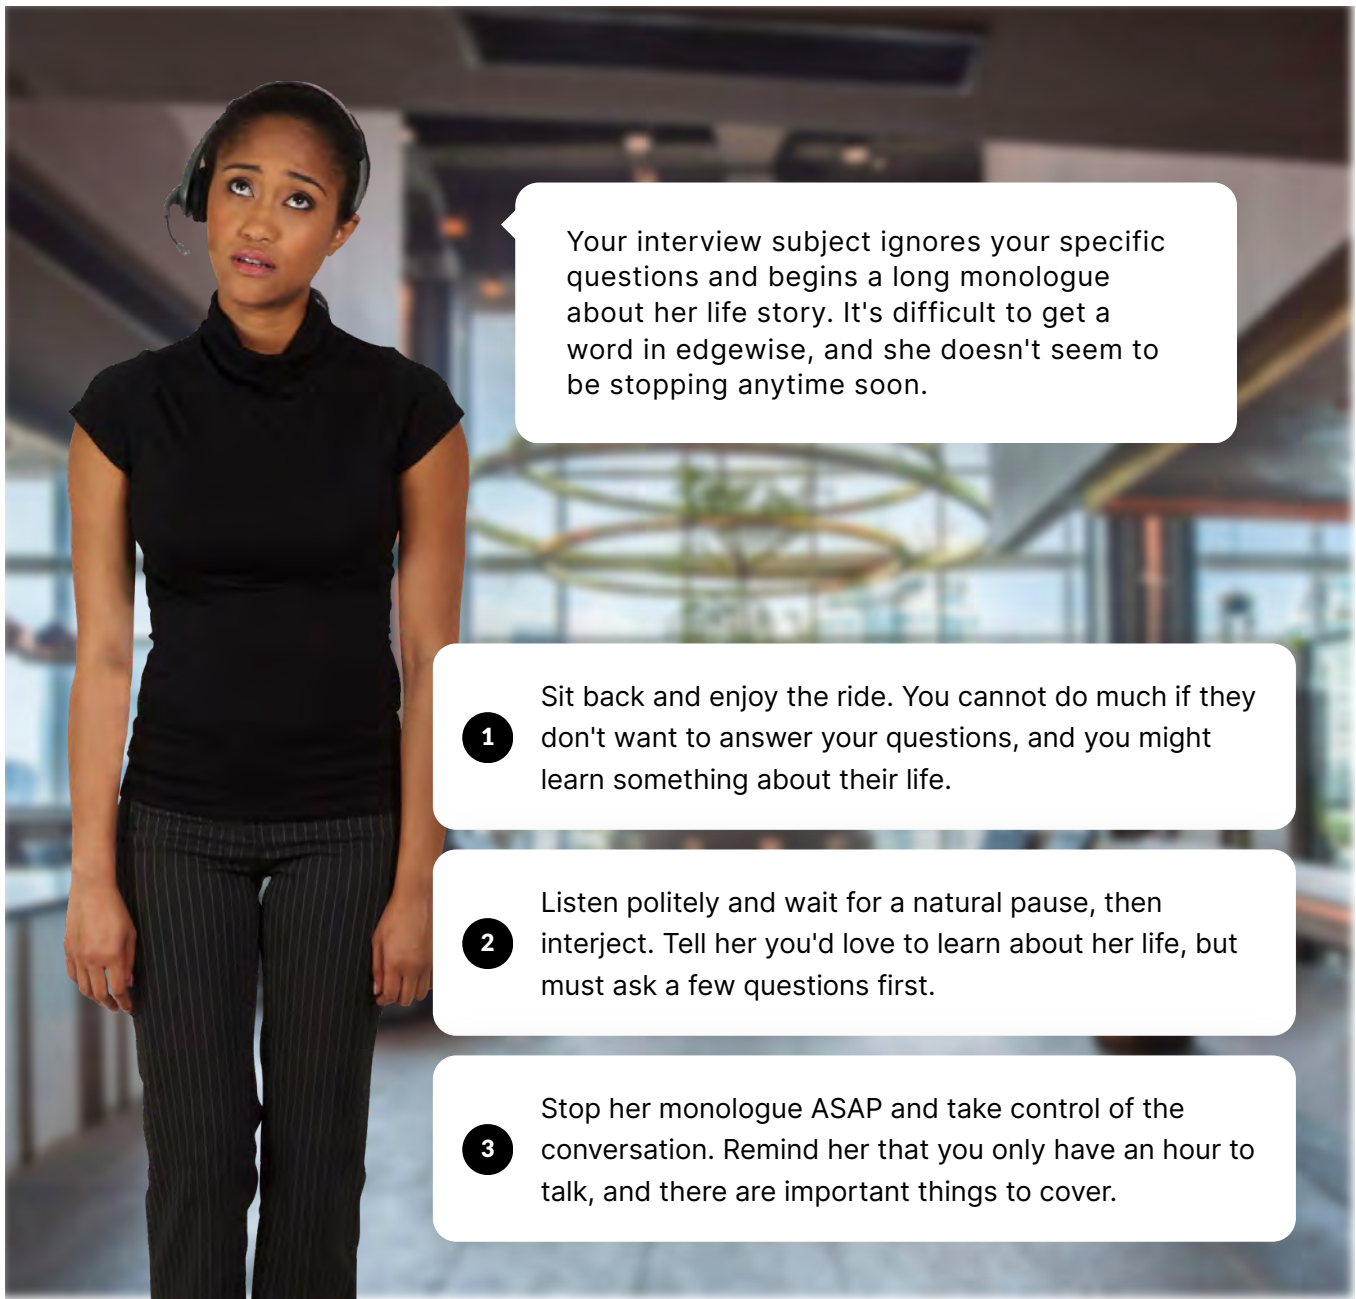 Your interview subject ignores your specific
questions and begins a long monologue
about her life story. It's difficult to get a
word in edgewise, and she doesn't seem to
be stopping anytime soon.
1
Sit back and enjoy the ride. You cannot do much if they
don't want to answer your questions, and you might
learn something about their life.
2
Listen politely and wait for a natural pause, then
interject. Tell her you'd love to learn about her life, but
must ask a few questions first.
3
Stop her monologue ASAP and take control of the
conversation. Remind her that you only have an hour to
talk, and there are important things to cover.